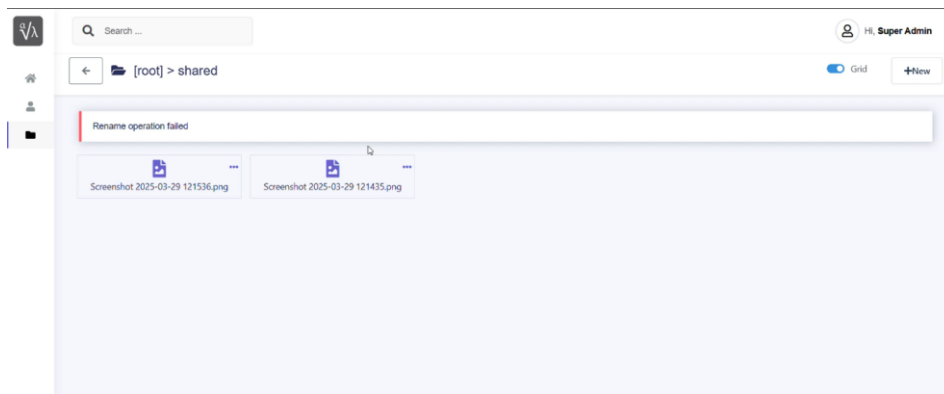 Search ...
Hi, Super Admin
[root] > shared
Grid
+New
Rename operation failed
Screenshot 2025-03-29 121536.png
Screenshot 2025-03-29 121435.png